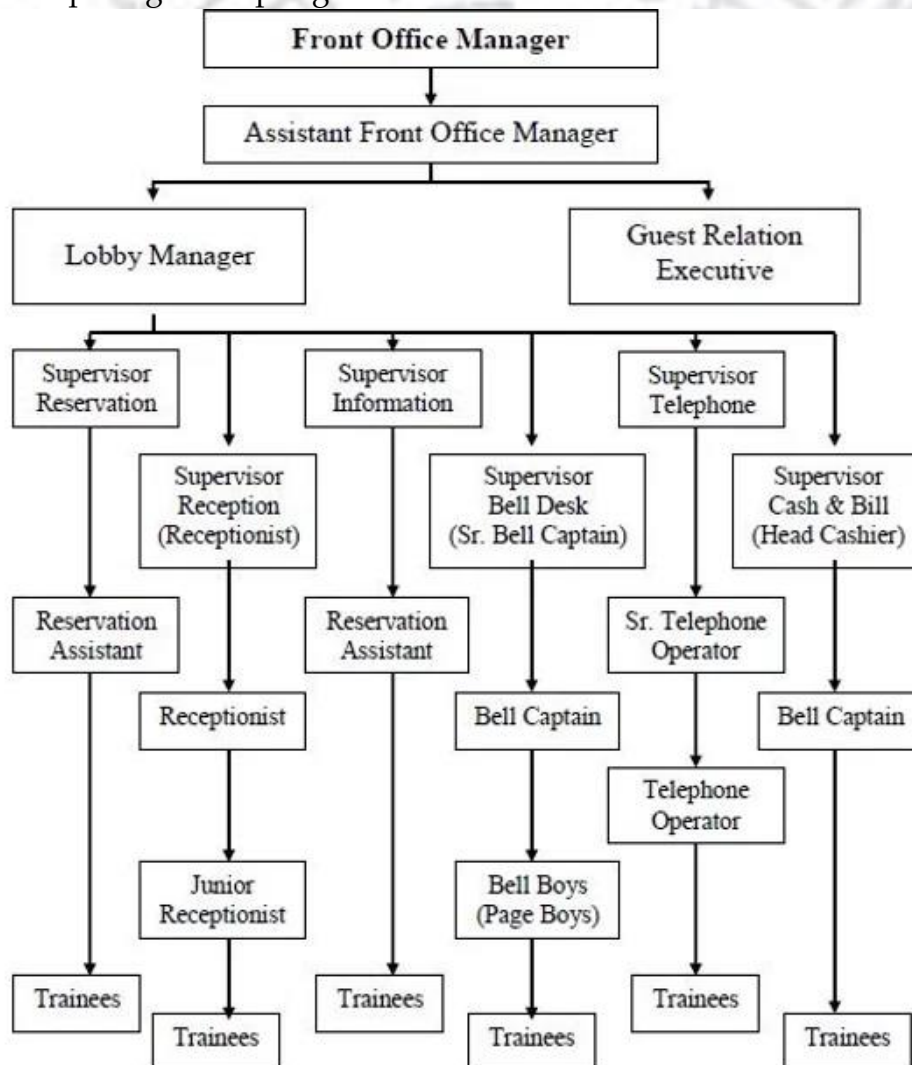 Front Office Manager
Assistant Front Office Manager
Lobby Manager
Guest Relation
Executive
Supervisor
Reservation
Supervisor
Information
Supervisor
Telephone
Supervisor
Reception
(Receptionist)
Supervisor
Bell Desk
(Sr. Bell Captain)
Supervisor
Cash & Bill
(Head Cashier)
Reservation
Assistant
Reservation
Assistant
Sr. Telephone
Operator
Receptionist
Bell Captain
Bell Captain
Telephone
Operator
Junior
Receptionist
Bell Boys
(Page Boys)
Trainees
Trainees
Trainees
Trainees
Trainees
Trainees